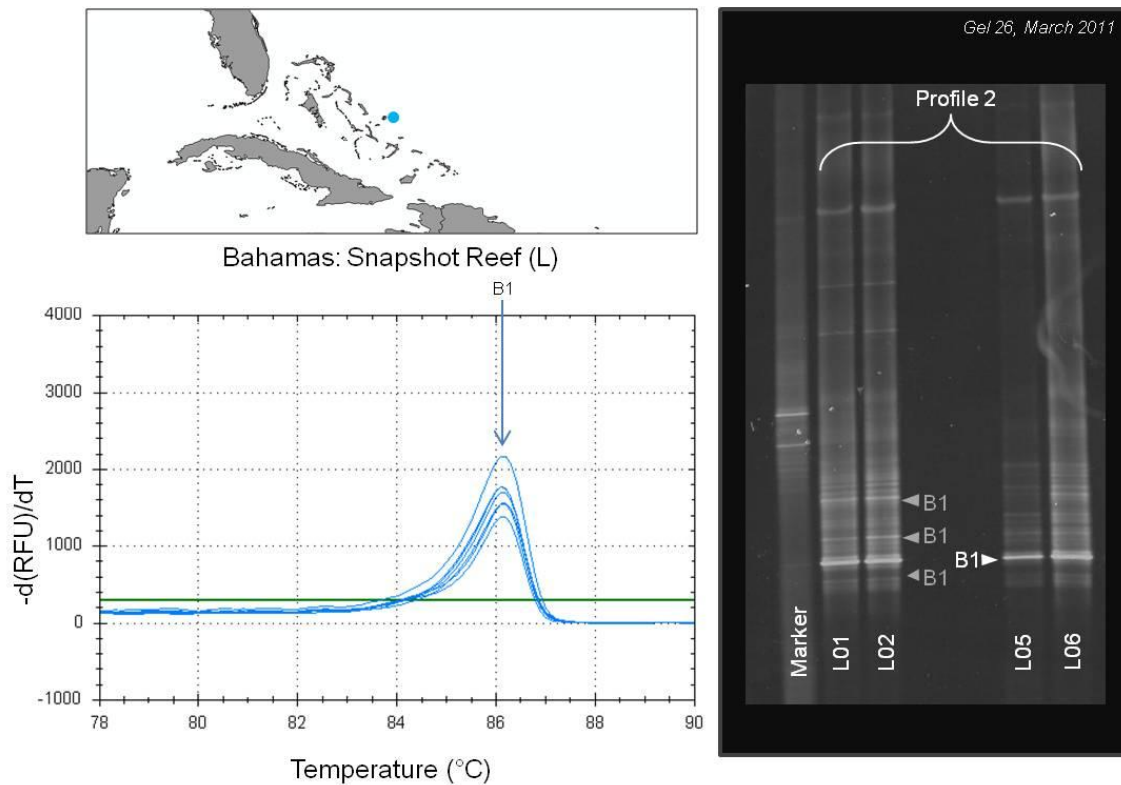 Bahamas: Snapshot Reef (L)
B1
4000
3000
2000
1000
0
-1000
-d(RFU)/dT
78
80
82
84
86
88
90
Temperature (°C)
Gel 26, March 2011
Profile 2
B1
B1
B1
B1
Marker
L01
L02
L05
L06